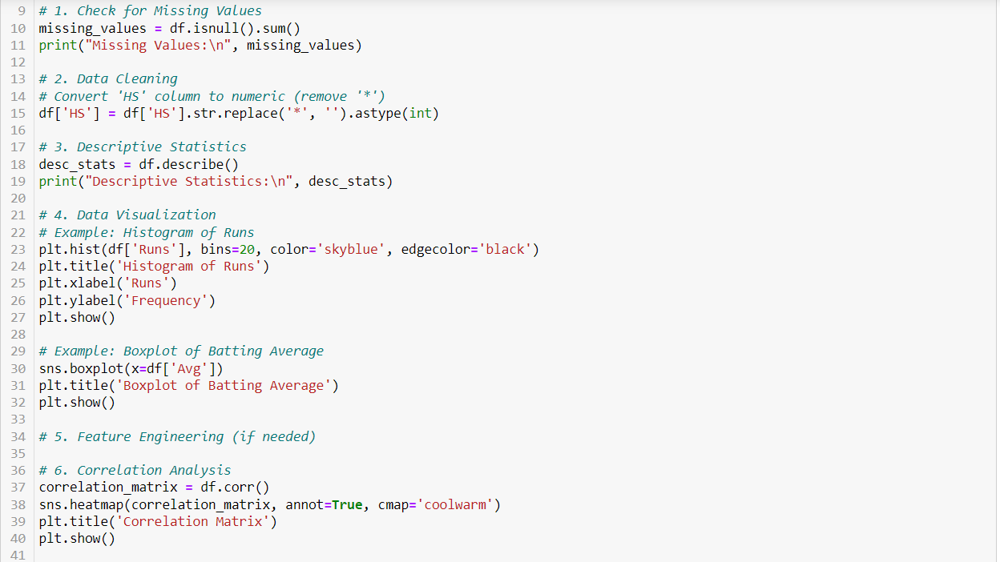 9 # 1. Check for Missing Values
10 missing_values = df.isnull().sum()
11 print("Missing Values:\n", missing_values)
12
13 # 2. Data Cleaning
14 # Convert 'HS' column to numeric (remove '*')
15 df['HS'] = df['HS'].str.replace('*', '').astype(int)
16
17 # 3. Descriptive Statistics
18 desc_stats = df.describe()
19 print("Descriptive Statistics:\n", desc_stats)
20
21 # 4. Data Visualization
22 # Example: Histogram of Runs
23 plt.hist(df['Runs'], bins=20, color='skyblue', edgecolor='black')
24 plt.title('Histogram of Runs')
25 plt.xlabel('Runs')
26 plt.ylabel('Frequency')
27 plt.show()
28
29 # Example: Boxplot of Batting Average
30 sns.boxplot(x=df['Avg'])
31 plt.title('Boxplot of Batting Average')
32 plt.show()
33
34 # 5. Feature Engineering (if needed)
35
36 # 6. Correlation Analysis
37 correlation_matrix = df.corr()
38 sns.heatmap(correlation_matrix, annot=True, cmap='coolwarm')
39 plt.title('Correlation Matrix')
40 plt.show()
41